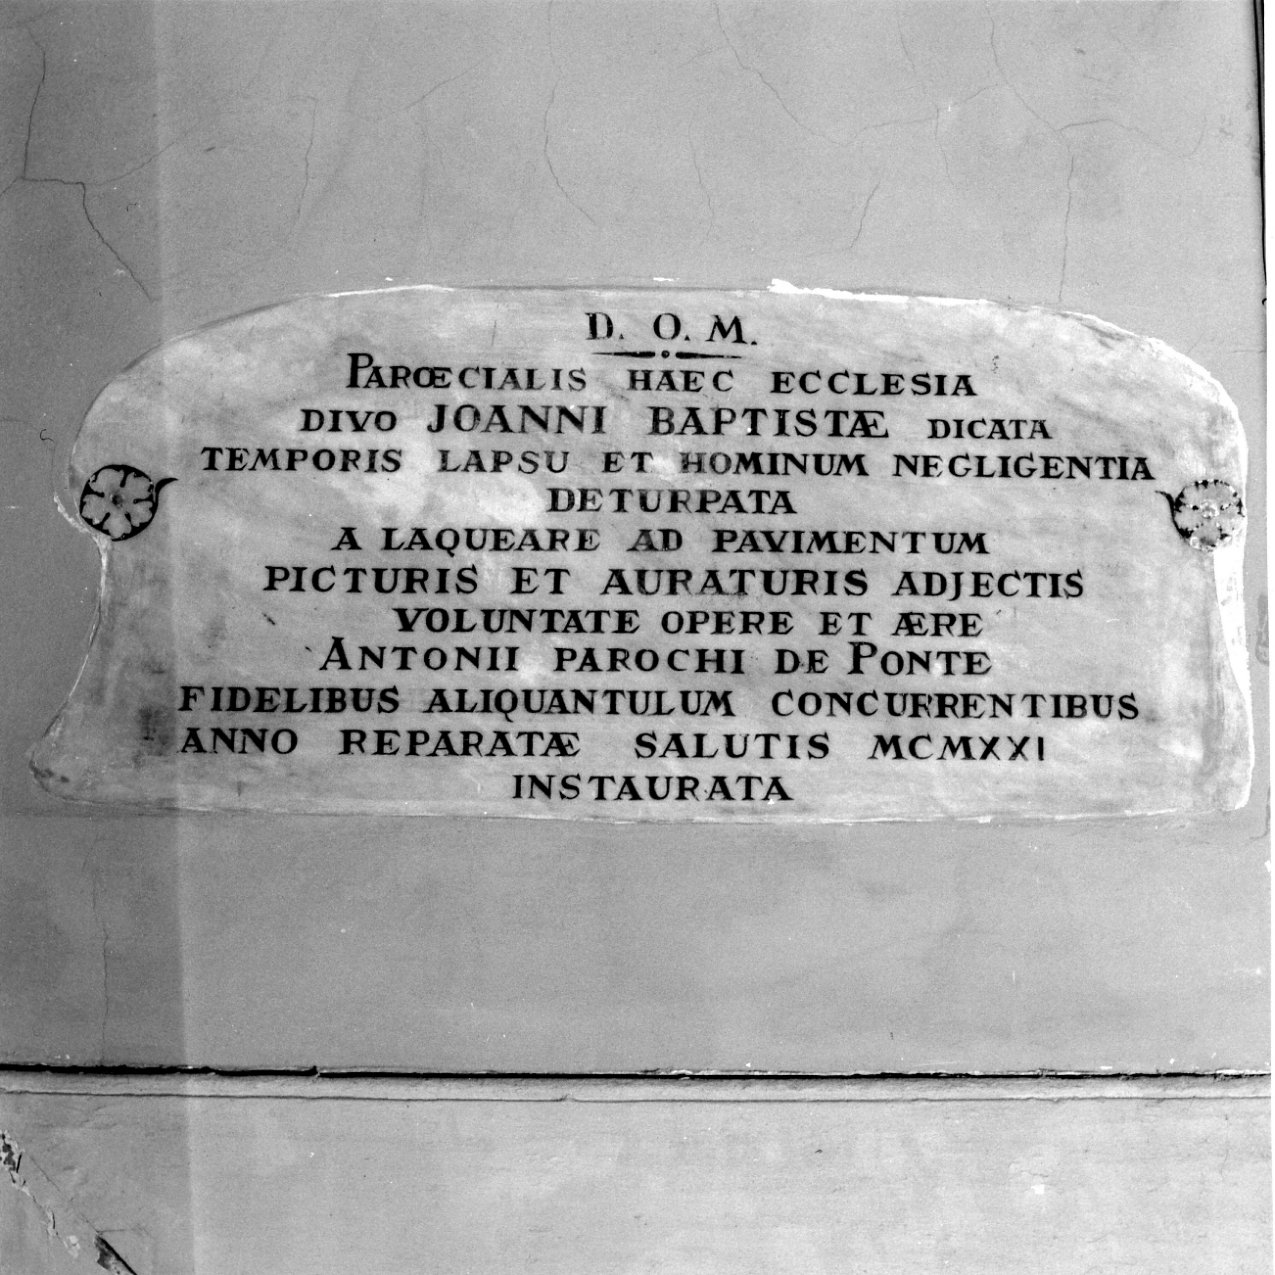 D. O. M.
PARŒCIALIS HAEC ECCLESIA
DIVO JOANNI BAPTISTÆ DICATA
TEMPORIS LAPSU ET HOMINUM NEGLIGENTIA
DETURPATA
A LAQUEARE AD PAVIMENTUM
PICTURIS ET AURATURIS ADJECTIS
VOLUNTATE OPERE ET ÆRE
ANTONII PAROCHI DE PONTE
FIDELIBUS ALIQUANTULUM CONCURRENTIBUS
ANNO REPARATÆ SALUTIS MCMXXI
INSTAURATA